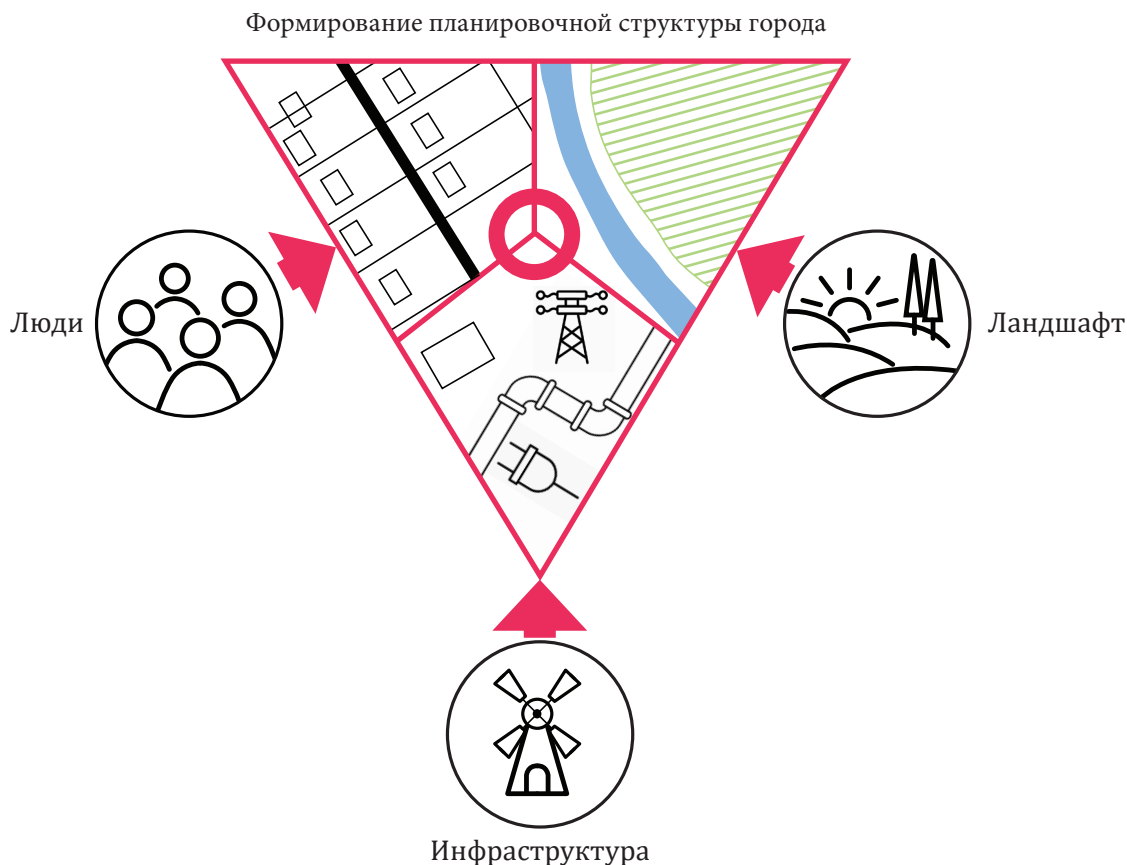 Формирование планировочной структуры города
Люди
Ландшафт
Инфраструктура